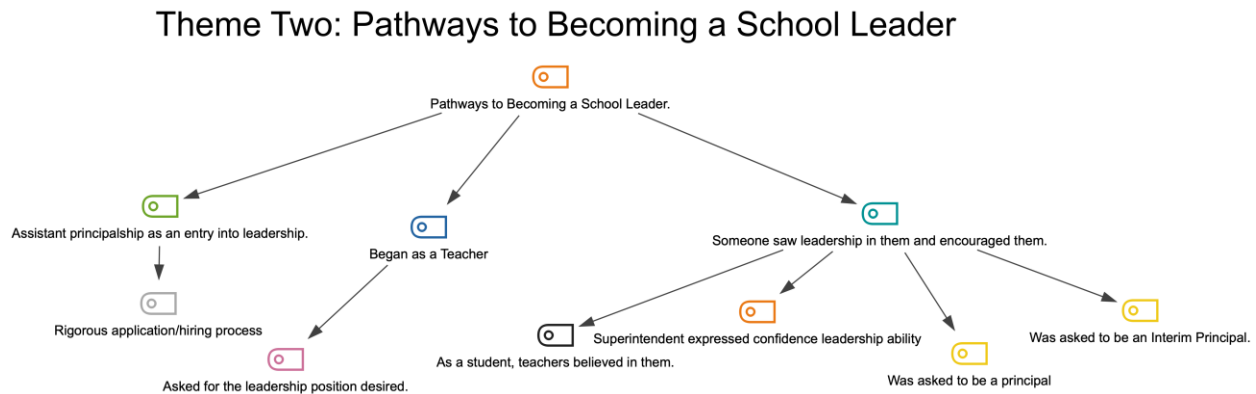 Theme Two: Pathways to Becoming a School Leader
Pathways to Becoming a School Leader.
Assistant principalship as an entry into leadership.
Began as a Teacher
Someone saw leadership in them and encouraged them.
Rigorous application/hiring process
Asked for the leadership position desired.
As a student, teachers believed in them.
Superintendent expressed confidence leadership ability
Was asked to be a principal
Was asked to be an Interim Principal.